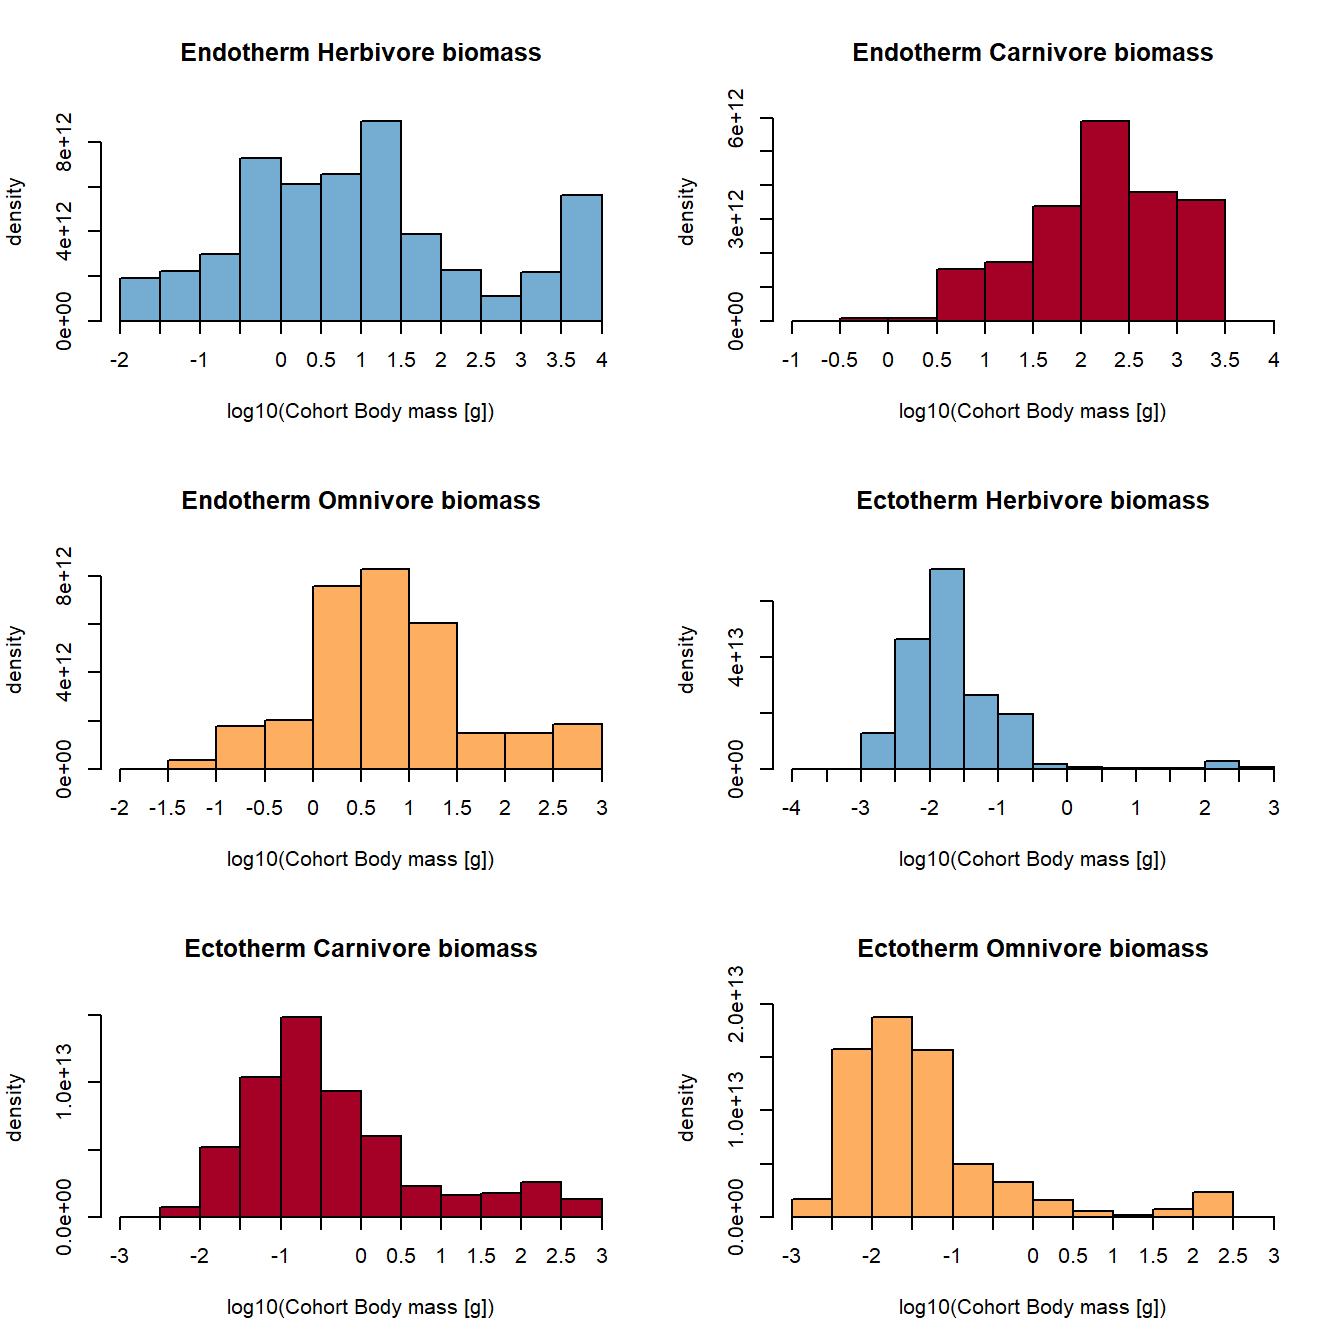 Endotherm Herbivore biomass
density
0e+00 4e+12 8e+12
-2 -1 0 0.5 1 1.5 2 2.5 3 3.5 4
log10(Cohort Body mass [g])
Endotherm Carnivore biomass
density
0e+00 3e+12 6e+12
-1 -0.5 0 0.5 1 1.5 2 2.5 3 3.5 4
log10(Cohort Body mass [g])
Endotherm Omnivore biomass
density
0e+00 4e+12 8e+12
-2 -1.5 -1 -0.5 0 0.5 1 1.5 2 2.5 3
log10(Cohort Body mass [g])
Ectotherm Herbivore biomass
density
0e+00 4e+13
-4 -3 -2 -1 0 1 2 3
log10(Cohort Body mass [g])
Ectotherm Carnivore biomass
density
0.0e+00 1.0e+13
-3 -2 -1 0 0.5 1 1.5 2 2.5 3
log10(Cohort Body mass [g])
Ectotherm Omnivore biomass
density
0.0e+00 1.0e+13 2.0e+13
-3 -2 -1 0 0.5 1 1.5 2 2.5 3
log10(Cohort Body mass [g])